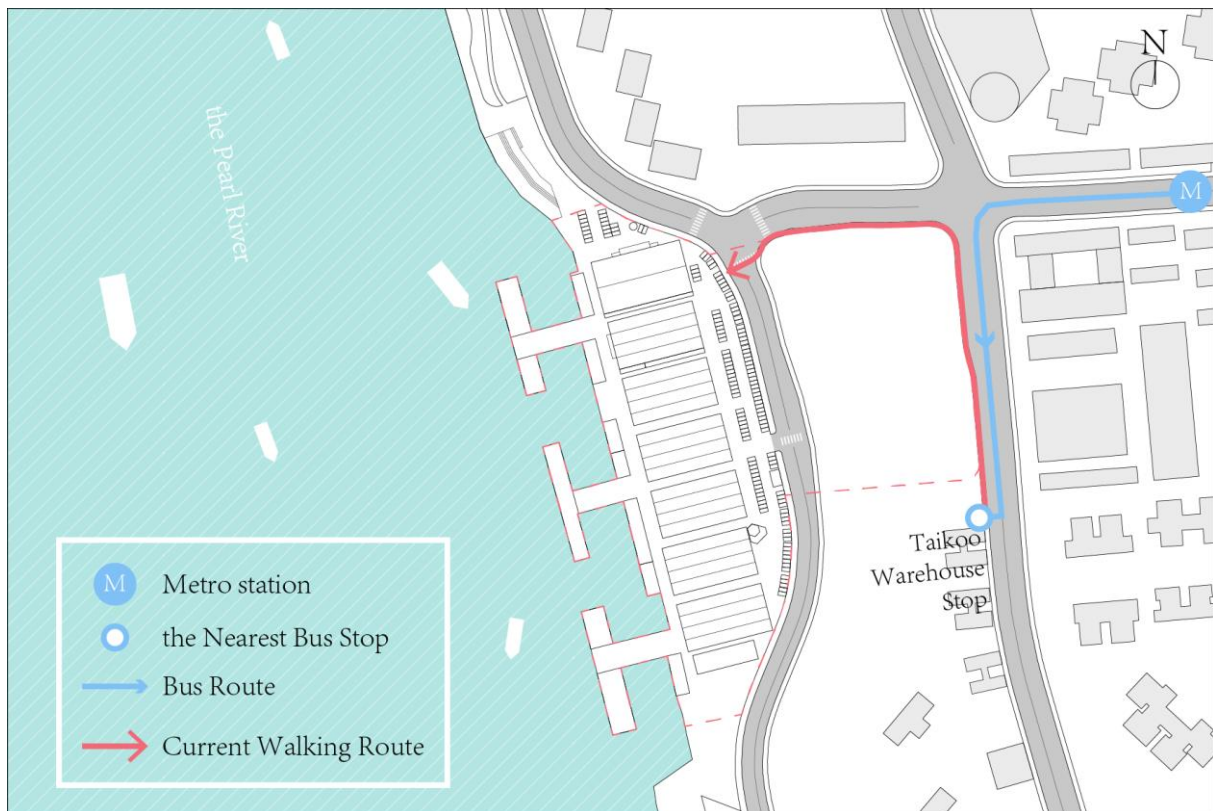 N
M
the Pearl River
Taikoo
Warehouse
Stop
M Metro station
the Nearest Bus Stop
Bus Route
Current Walking Route